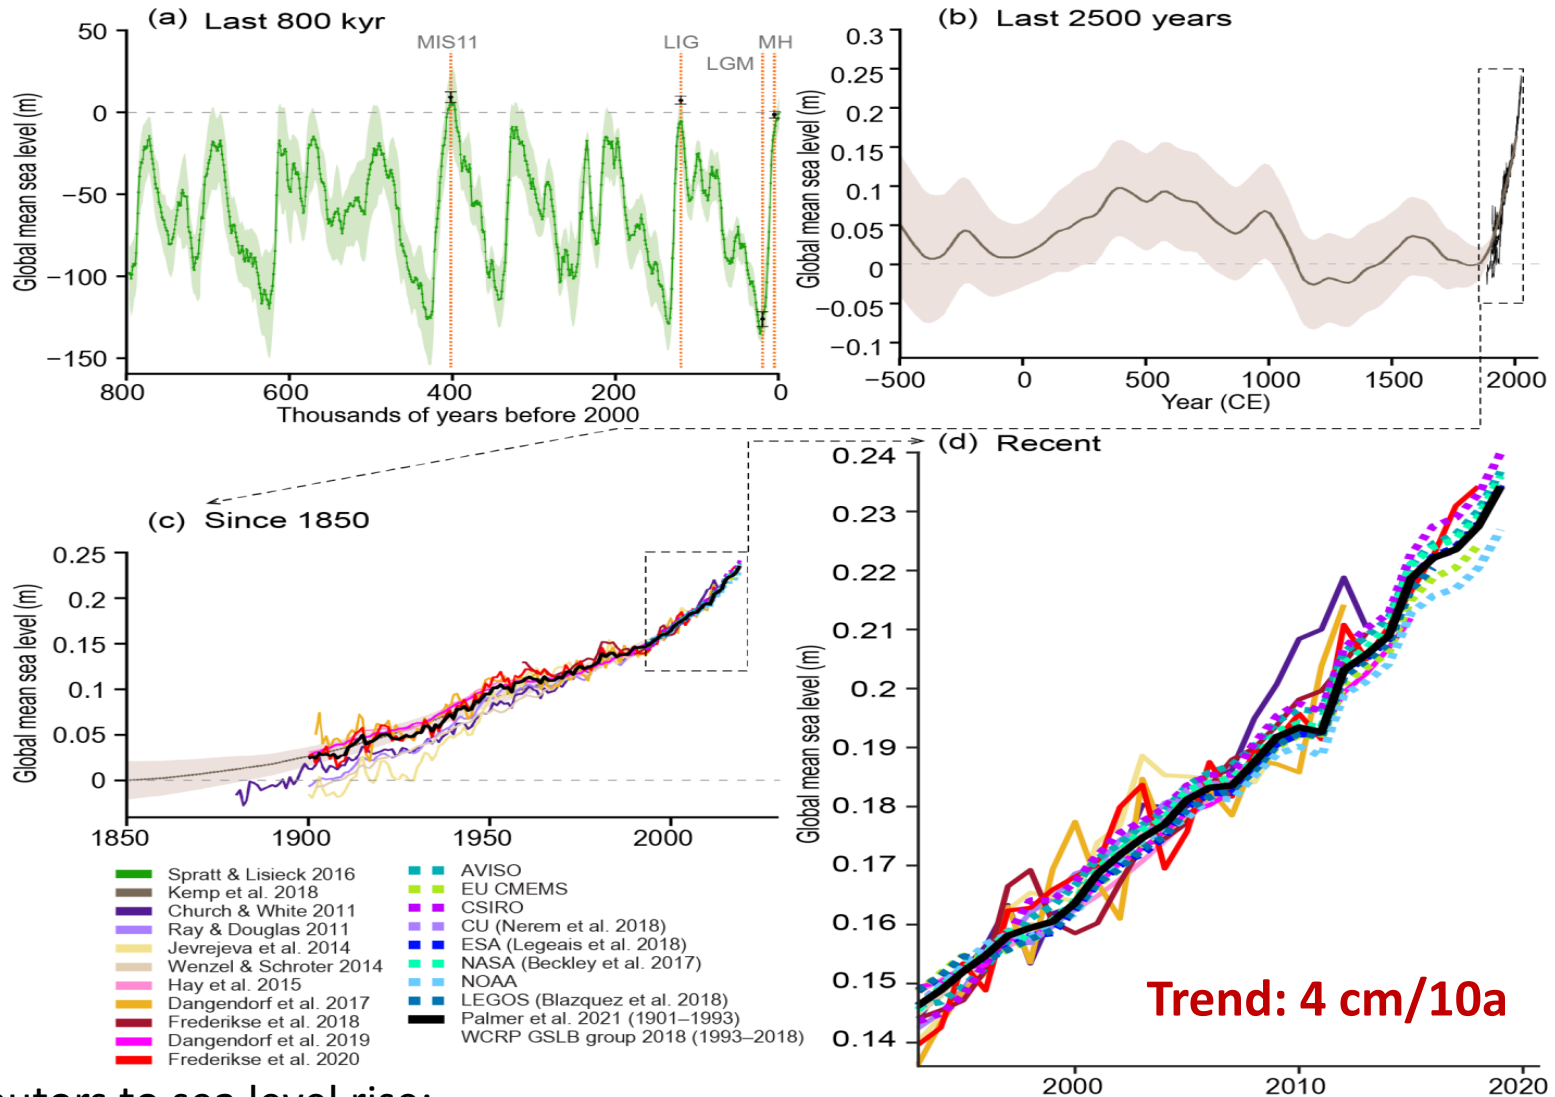 (a) Last 800 kyr
50
0
−50
−100
−150
Global mean sea level (m)
MIS11
LIG
LGM
MH
800
600
400
200
0
Thousands of years before 2000
(b) Last 2500 years
0.3
0.25
0.2
0.15
0.1
0.05
0
−0.05
−0.1
Global mean sea level (m)
−500
0
500
1000
1500
2000
Year (CE)
(c) Since 1850
0.25
0.2
0.15
0.1
0.05
0
Global mean sea level (m)
1850
1900
1950
2000
(d) Recent
0.24
0.23
0.22
0.21
0.2
0.19
0.18
0.17
0.16
0.15
0.14
Global mean sea level (m)
2000
2010
2020
Trend: 4 cm/10a
Spratt & Lisieck 2016
Kemp et al. 2018
Church & White 2011
Ray & Douglas 2011
Jevrejeva et al. 2014
Wenzel & Schroter 2014
Hay et al. 2015
Dangendorf et al. 2017
Frederikse et al. 2018
Dangendorf et al. 2019
Frederikse et al. 2020
AVISO
EU CMEMS
CSIRO
CU (Nerem et al. 2018)
ESA (Legeais et al. 2018)
NASA (Beckley et al. 2017)
NOAA
LEGOS (Blazquez et al. 2018)
Palmer et al. 2021 (1901–1993)
WCRP GSLB group 2018 (1993–2018)
to sea level rise: